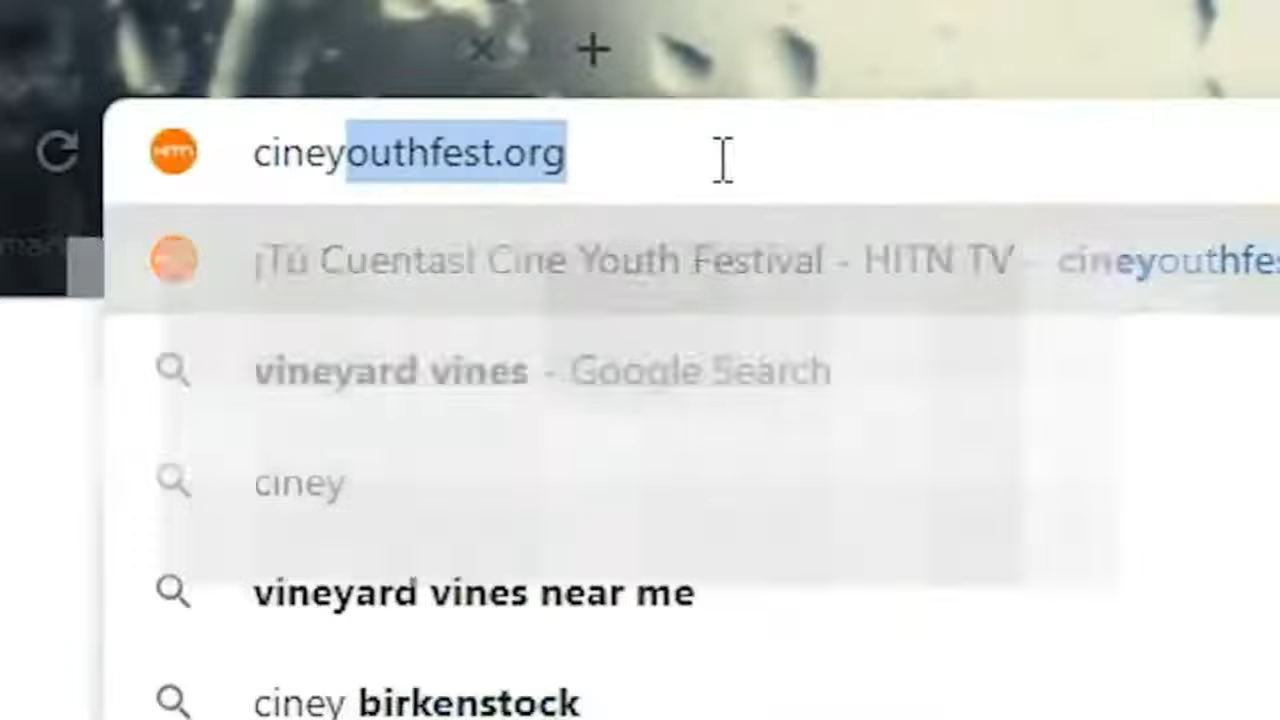 cineyouthfest.org
¡Tú Cuentas! Cine Youth Festival - HITN TV - cineyouthfes
vineyard vines - Google Search
ciney
vineyard vines near me
ciney birkenstock